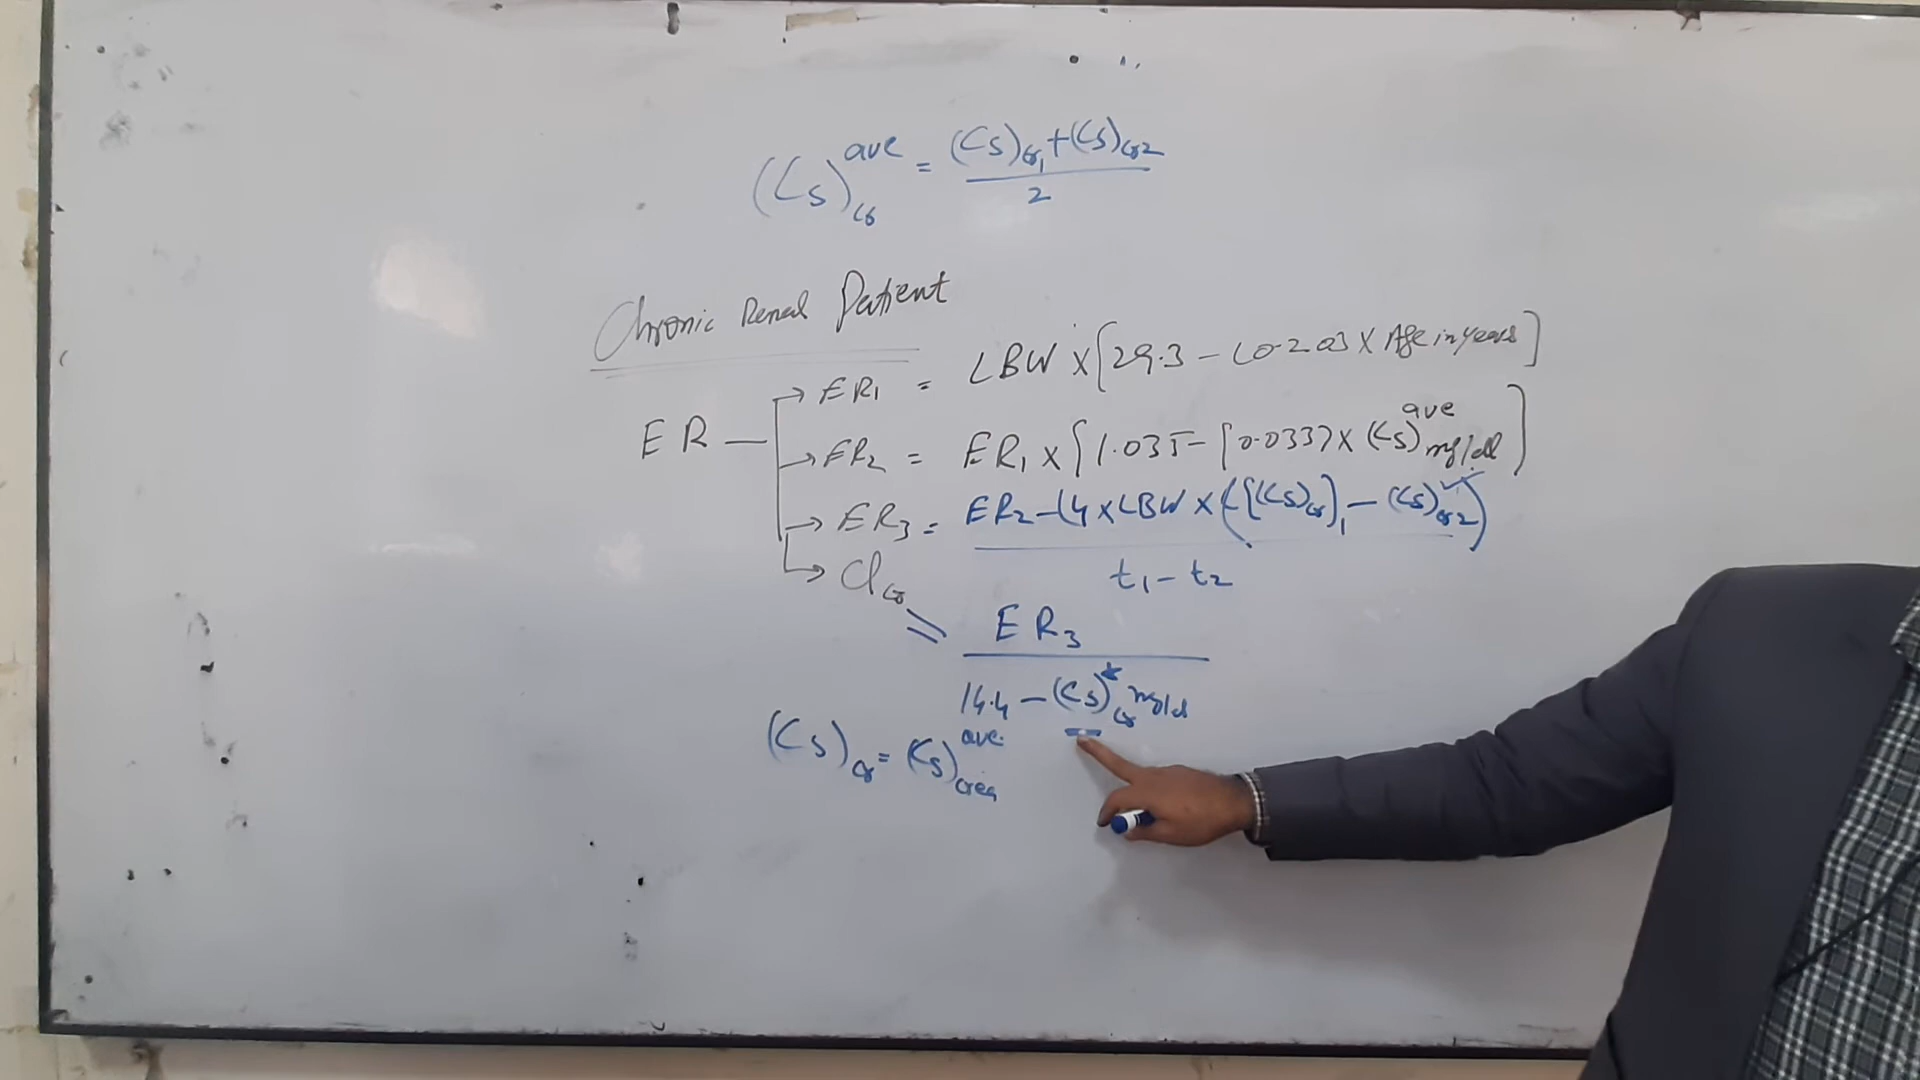 (Cs)cr ave = (Cs)cr1 + (Cs)cr2 / 2
Chronic Renal Patient
ER → ER1 = LBW × [29.3 - (0.203 × Age in years]
→ ER2 = ER1 × [1.035 - [0.0337 × (Cs) ave mg/dl]
→ ER3 = ER2 - (4 × LBW × ([(Cs)cr]1 - (Cs)cr2) / t1 - t2
→ Clcr = ER3 / 14.4 - (Cs)*cr mg/dl
(Cs)cr = (Cs)crea ave.